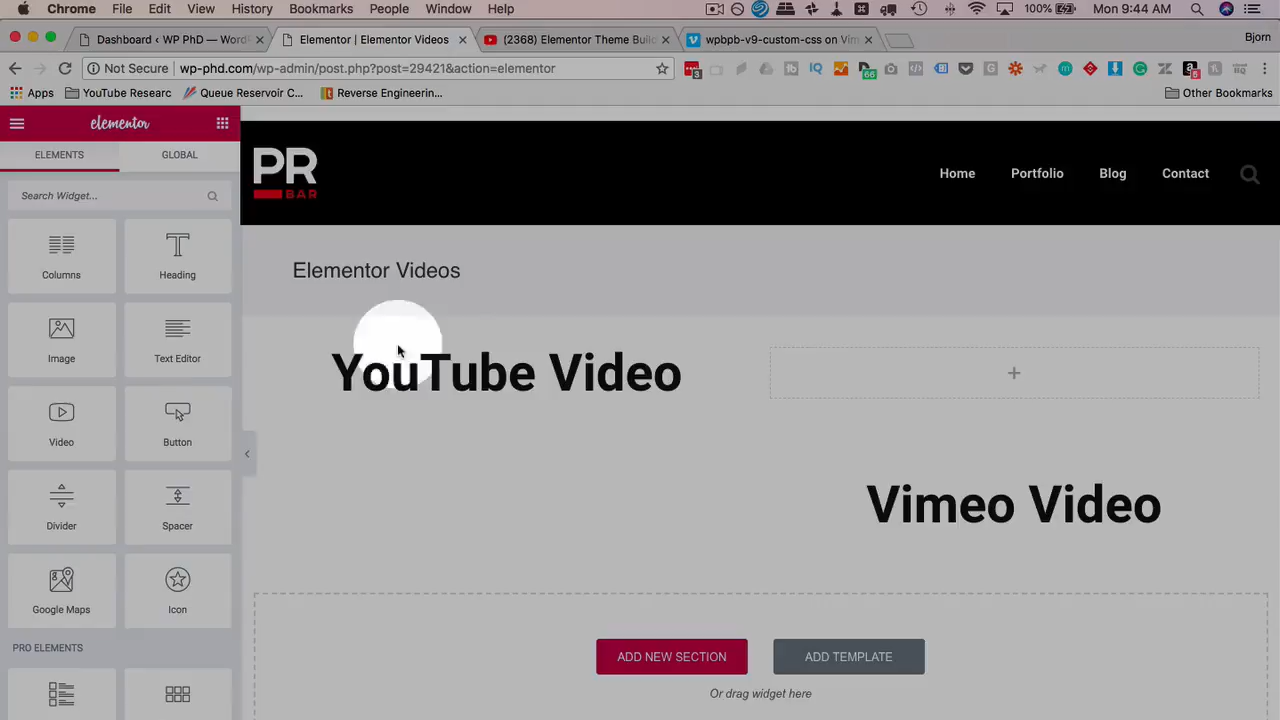 Chrome File Edit View History Bookmarks People Window Help 100% Mon 9:44 AM
Dashboard ‹ WP PhD — Word Elementor | Elementor Videos (2368) Elementor Theme Build wpbpb-v9-custom-css on Vim Bjorn
Not Secure wp-phd.com/wp-admin/post.php?post=29421&action=elementor
Apps YouTube Researc Queue Reservoir C... Reverse Engineerin... Other Bookmarks
elementor
ELEMENTS GLOBAL
Search Widget...
Columns Heading
Image Text Editor
Video Button
Divider Spacer
Google Maps Icon
PRO ELEMENTS
PR
BAR
Home Portfolio Blog Contact
Elementor Videos
YouTube Video
Vimeo Video
ADD NEW SECTION ADD TEMPLATE
Or drag widget here